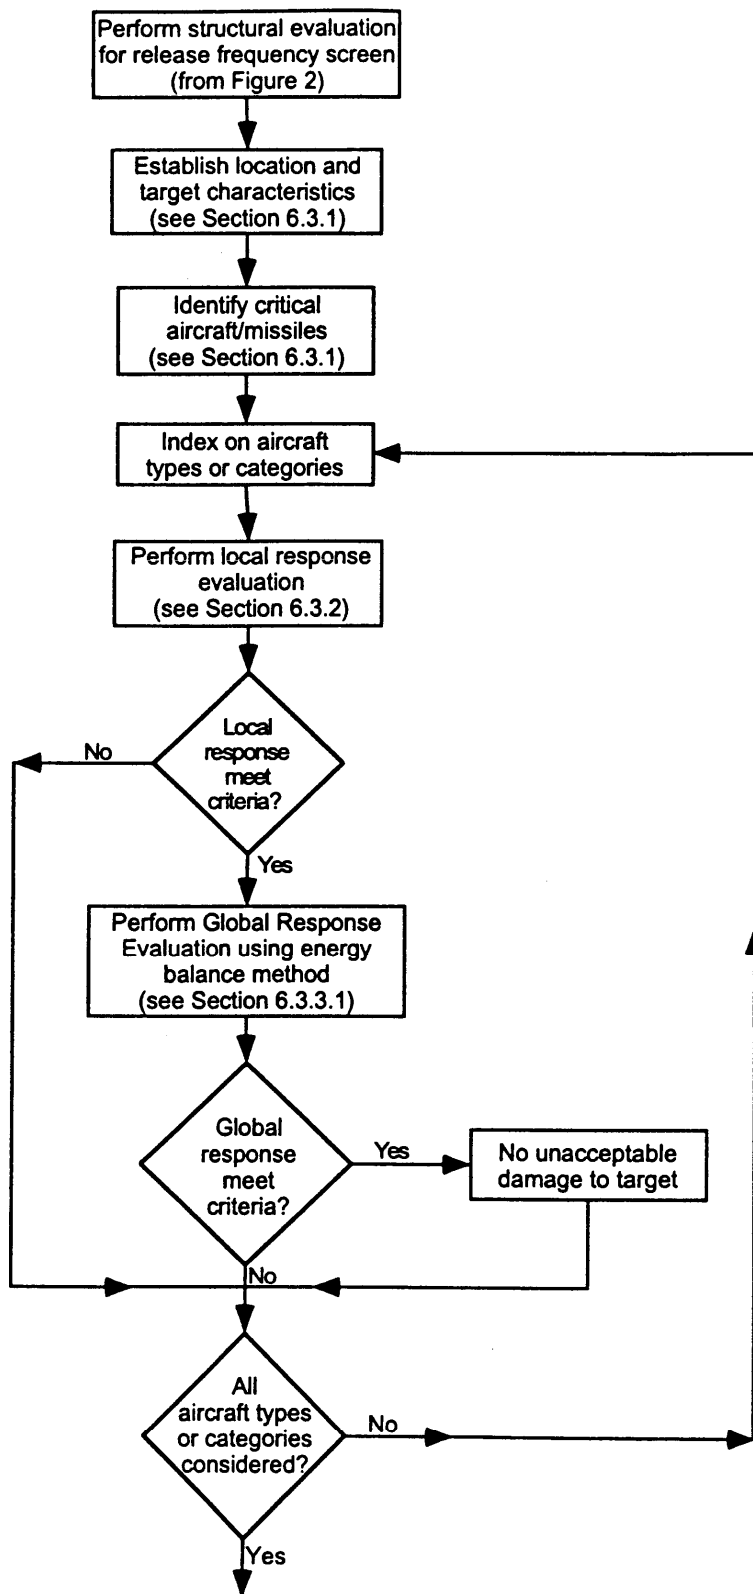 Perform structural evaluation
for release frequency screen
(from Figure 2)
Establish location and
target characteristics
(see Section 6.3.1)
Identify critical
aircraft/missiles
(see Section 6.3.1)
Index on aircraft
types or categories
Perform local response
evaluation
(see Section 6.3.2)
Local
response
meet
criteria?
No
Yes
Perform Global Response
Evaluation using energy
balance method
(see Section 6.3.3.1)
Global
response
meet
criteria?
Yes
No unacceptable
damage to target
No
All
aircraft types
or categories
considered?
No
Yes